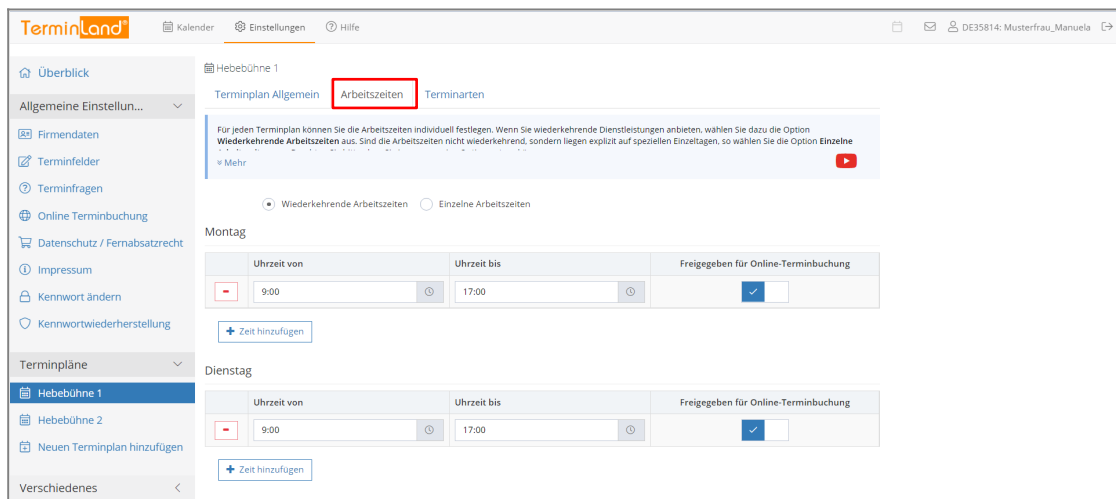 TerminLand®
Kalender
Einstellungen
Hilfe
DE35814: Musterfrau_Manuela
Überblick
Allgemeine Einstellun...
Firmendaten
Terminfelder
Terminfragen
Online Terminbuchung
Datenschutz / Fernabsatzrecht
Impressum
Kennwort ändern
Kennwortwiederherstellung
Terminpläne
Hebebühne 1
Hebebühne 2
Neuen Terminplan hinzufügen
Verschiedenes
Hebebühne 1
Terminplan Allgemein
Arbeitszeiten
Terminarten
Für jeden Terminplan können Sie die Arbeitszeiten individuell festlegen. Wenn Sie wiederkehrende Dienstleistungen anbieten, wählen Sie dazu die Option
Wiederkehrende Arbeitszeiten aus. Sind die Arbeitszeiten nicht wiederkehrend, sondern liegen explizit auf speziellen Einzeltagen, so wählen Sie die Option Einzelne
Mehr
Wiederkehrende Arbeitszeiten
Einzelne Arbeitszeiten
Montag
Uhrzeit von
Uhrzeit bis
Freigegeben für Online-Terminbuchung
9:00
17:00
Zeit hinzufügen
Dienstag
Uhrzeit von
Uhrzeit bis
Freigegeben für Online-Terminbuchung
9:00
17:00
Zeit hinzufügen